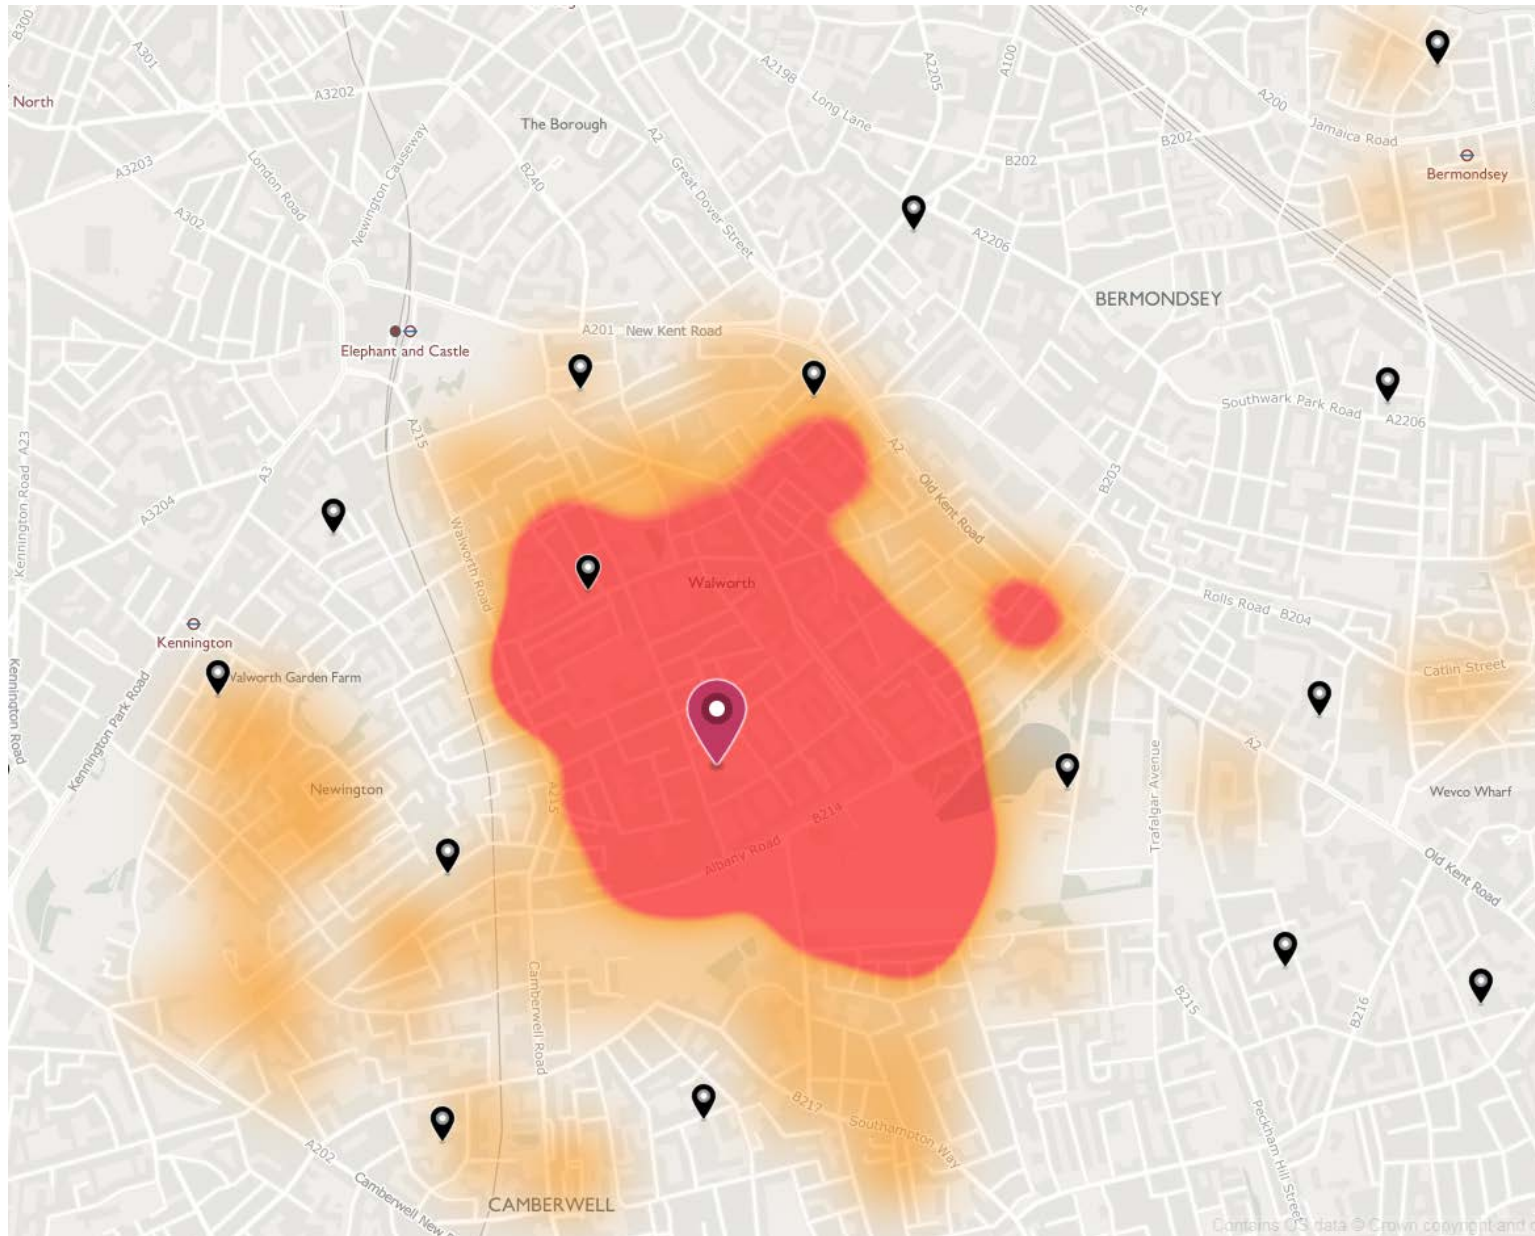 B300
A301
North
A3202
A2198
A2205
A100
A200
Long Lane
Jamaica Road
The Borough
A2
B202
B202
A3203
London Road
Newington Causeway
B240
Great Dover Street
Bermondsey
A302
A2206
BERMONDSEY
A201 New Kent Road
Elephant and Castle
Southwark Park Road
A2206
A215
A2
Kennington Road A23
A3
B203
A3204
Old Kent Road
Walworth Road
Walworth
Rolls Road B204
Kennington
Catlin Street
Kennington Road
Kennington Park Road
Walworth Garden Farm
A2
Newington
A215
B214
Trafalgar Avenue
Wevco Wharf
Albany Road
Old Kent Road
Camberwell Road
B215
B216
B217
Southampton Way
Peckham Hill Street
A202
Camberwell New
CAMBERWELL
Contains OS data © Crown copyright and